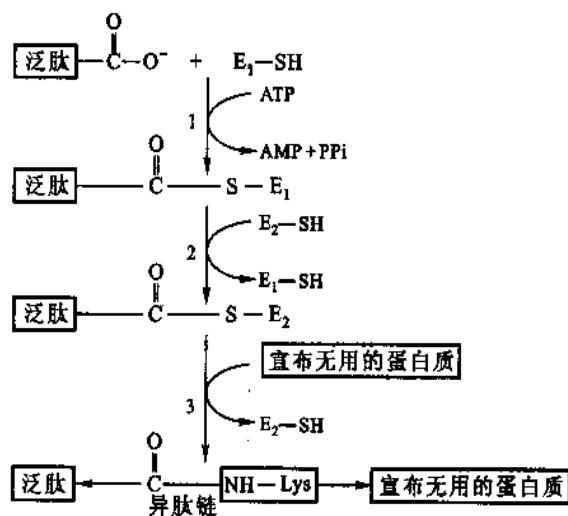 O
泛肽 C O⁻ + E₁—SH
ATP
1
AMP+PPi
O
泛肽 C S E₁
E₂—SH
2
E₁—SH
O
泛肽 C S E₂
宣布无用的蛋白质
3
E₂—SH
O
泛肽 C NH—Lys 宣布无用的蛋白质
异肽链